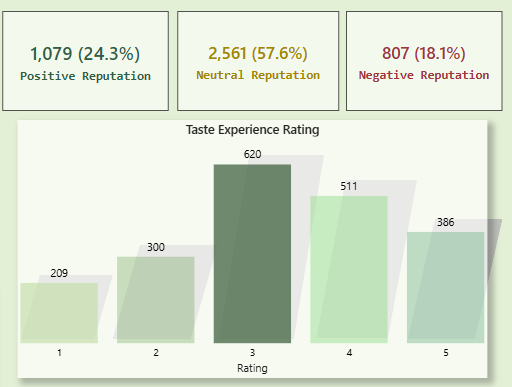 1,079 (24.3%)
Positive Reputation
2,561 (57.6%)
Neutral Reputation
807 (18.1%)
Negative Reputation
Taste Experience Rating
620
511
386
300
209
1 2 3 4 5
Rating